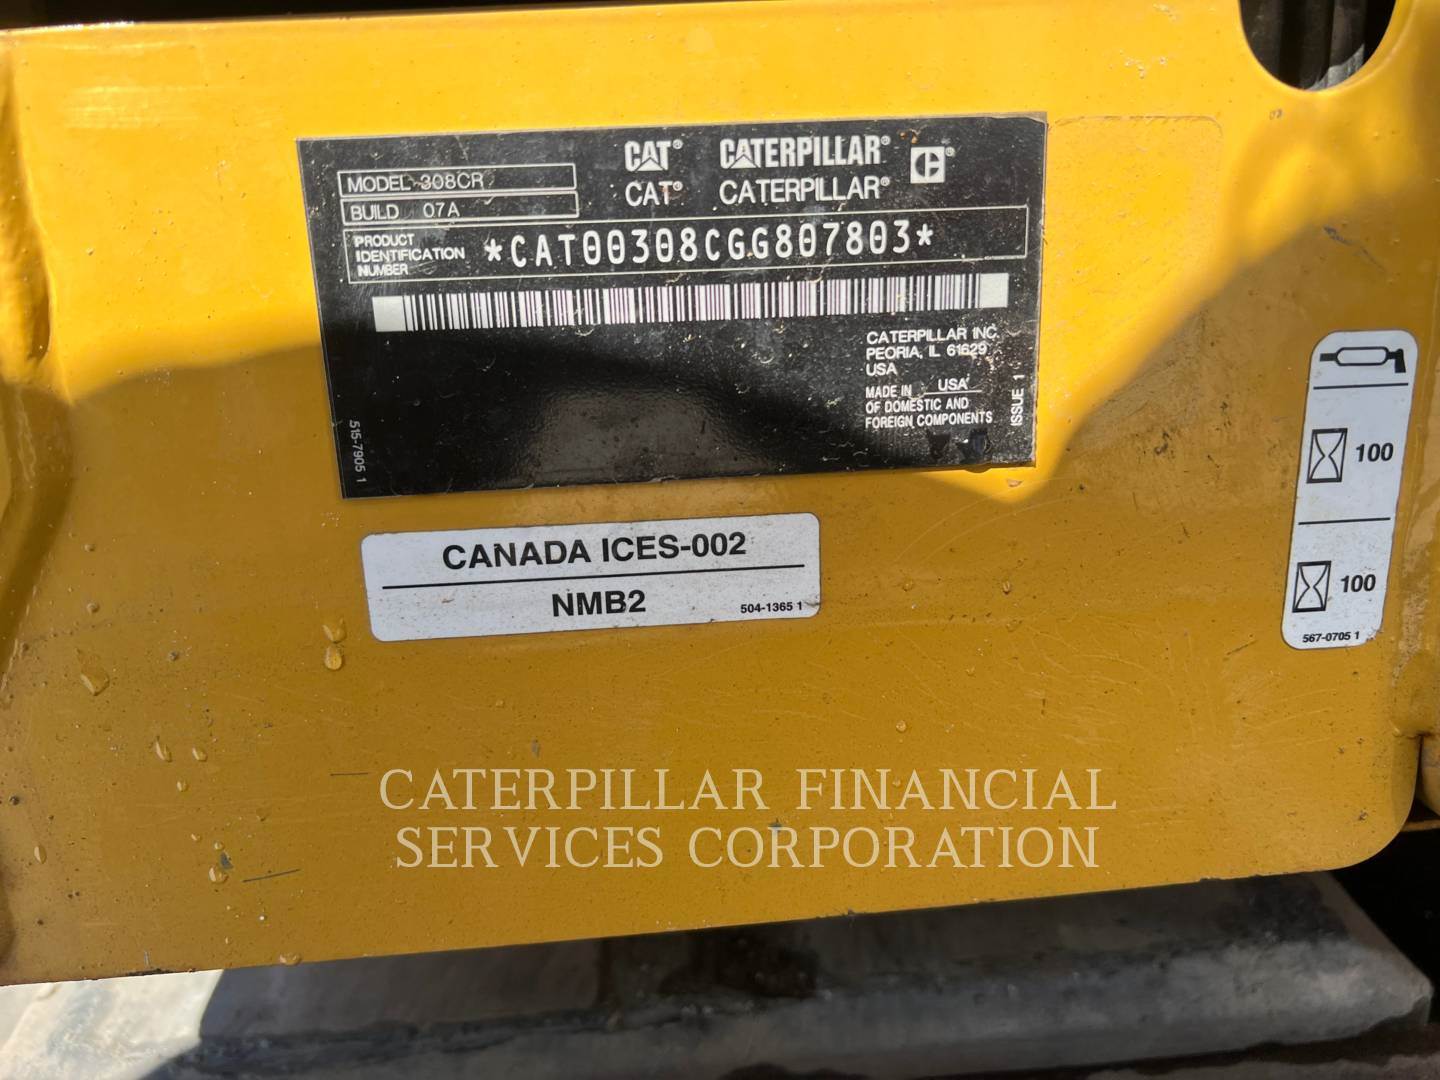 CAT® CATERPILLAR®
CAT® CATERPILLAR®
MODEL 308CR
BUILD 07A
PRODUCT IDENTIFICATION NUMBER *CAT00308CGG807803*
CATERPILLAR INC.
PEORIA, IL 61629
USA
MADE IN USA
OF DOMESTIC AND
FOREIGN COMPONENTS
ISSUE 1
515-7905 1
CANADA ICES-002
NMB2
504-1365 1
100
100
567-0705 1
CATERPILLAR FINANCIAL
SERVICES CORPORATION